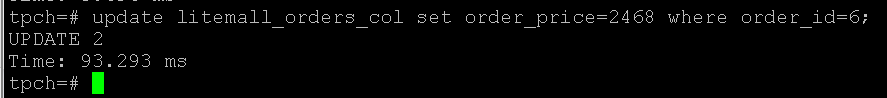 tpch=# update litemall_orders_col set order_price=2468 where order_id=6;
UPDATE 2
Time: 93.293 ms
tpch=#